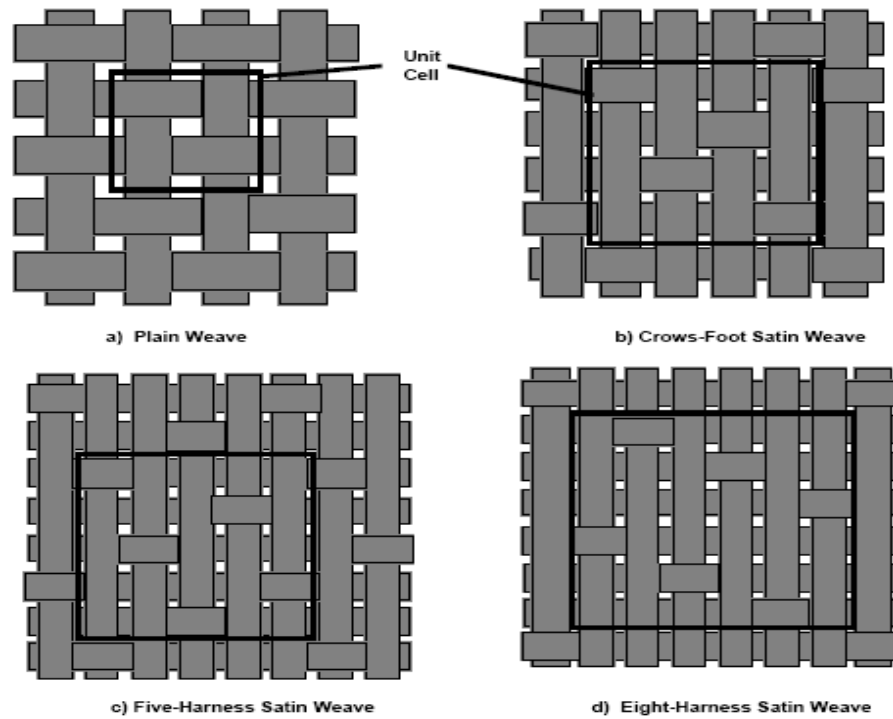 Unit
Cell
a) Plain Weave
b) Crows-Foot Satin Weave
c) Five-Harness Satin Weave
d) Eight-Harness Satin Weave